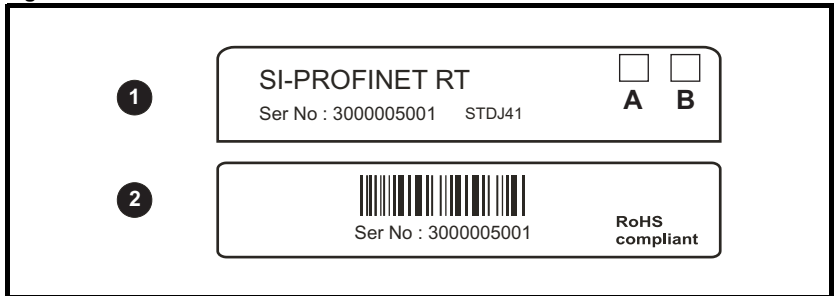 1
SI-PROFINET RT
Ser No : 3000005001 STDJ41
A B
2
Ser No : 3000005001
RoHS
compliant